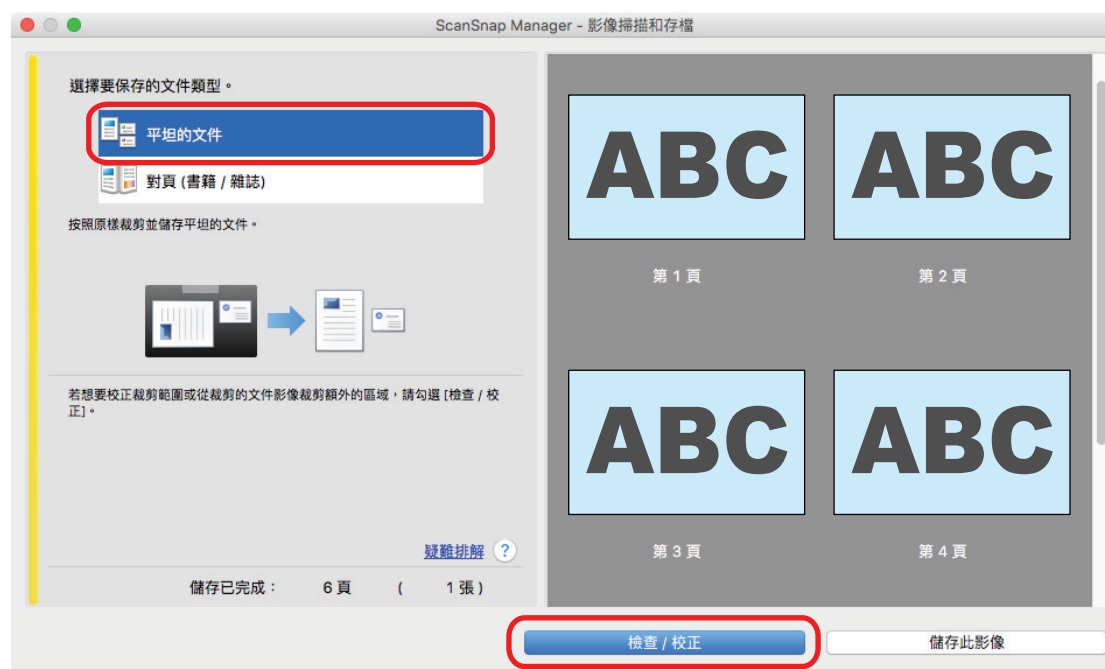 ScanSnap Manager - 影像掃描和存檔
選擇要保存的文件類型。
平坦的文件
對頁 (書籍 / 雜誌)
按照原樣裁剪並儲存平坦的文件。
若想要校正裁剪範圍或從裁剪的文件影像裁剪額外的區域，請勾選 [檢查 / 校
正]。
疑難排解 ?
儲存已完成： 6 頁 ( 1 張 )
ABC ABC
第 1 頁 第 2 頁
ABC ABC
第 3 頁 第 4 頁
檢查 / 校正 儲存此影像